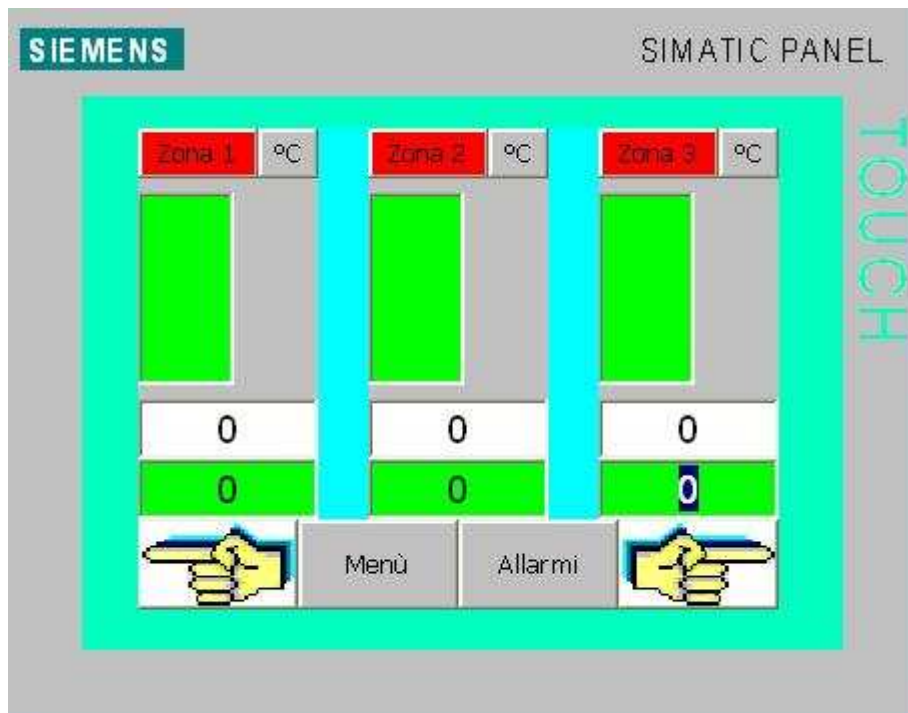 SIEMENS SIMATIC PANEL
TOUCH
Zona 1 °C Zona 2 °C Zona 3 °C
0 0 0
0 0 0
Menù Allarmi